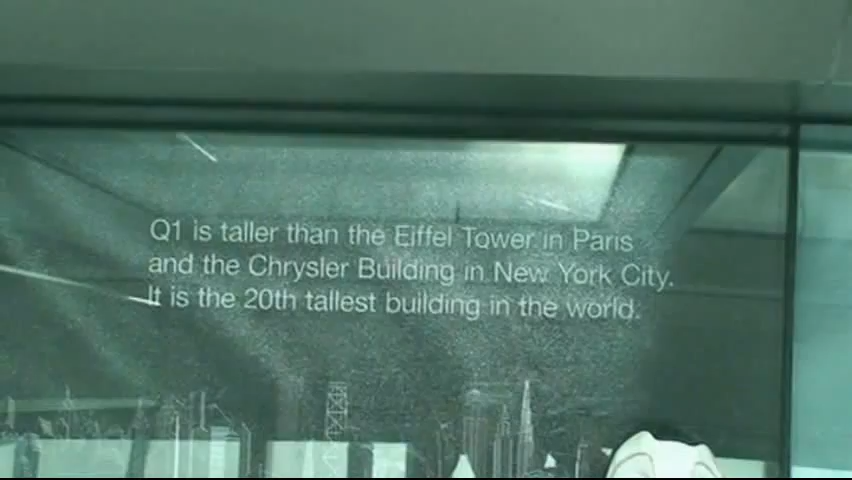 Q1 is taller than the Eiffel Tower in Paris
and the Chrysler Building in New York City.
It is the 20th tallest building in the world.